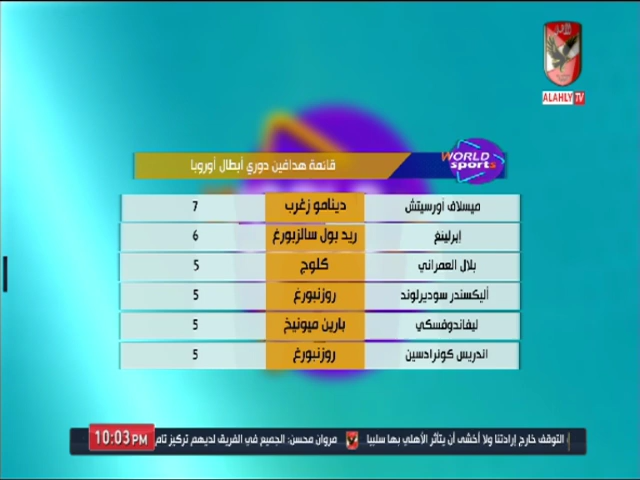 ALAHLY TV
WORLD
sports
قائمة هدافين دوري أبطال أوروبا
ميسلاف أورسيتش دينامو زغرب 7
إيرلينغ ريد بول سالزبورغ 6
بلال العمراني كلوج 5
أليكسندر سوديرلوند روزنبورغ 5
ليفاندوفسكي بارين ميونيخ 5
اندريس كونرادسين روزنبورغ 5
التوقف خارج إرادتنا ولا أخشى أن يتأثر الأهلي بها سلبيا مروان محسن: الجميع في الفريق لديهم تركيز تام
10:03 PM